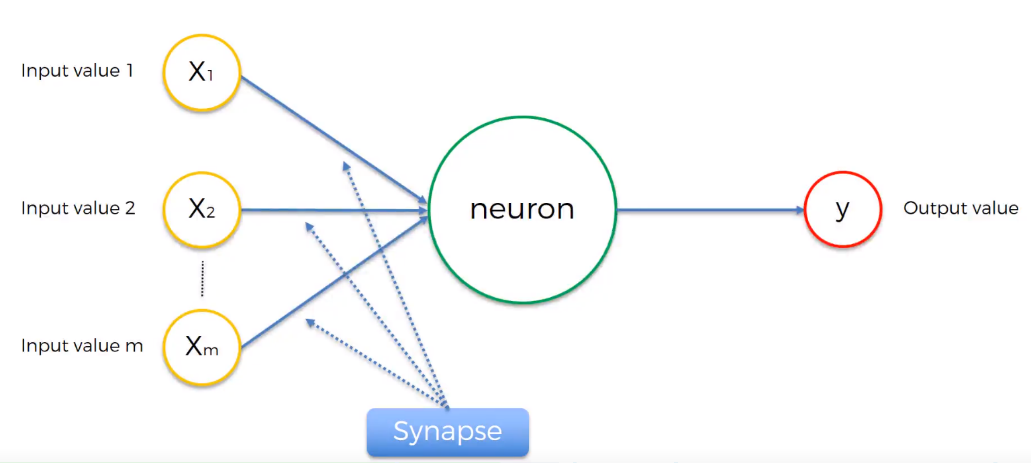 Input value 1
X1
Input value 2
X2
neuron
y
Output value
Input value m
Xm
Synapse